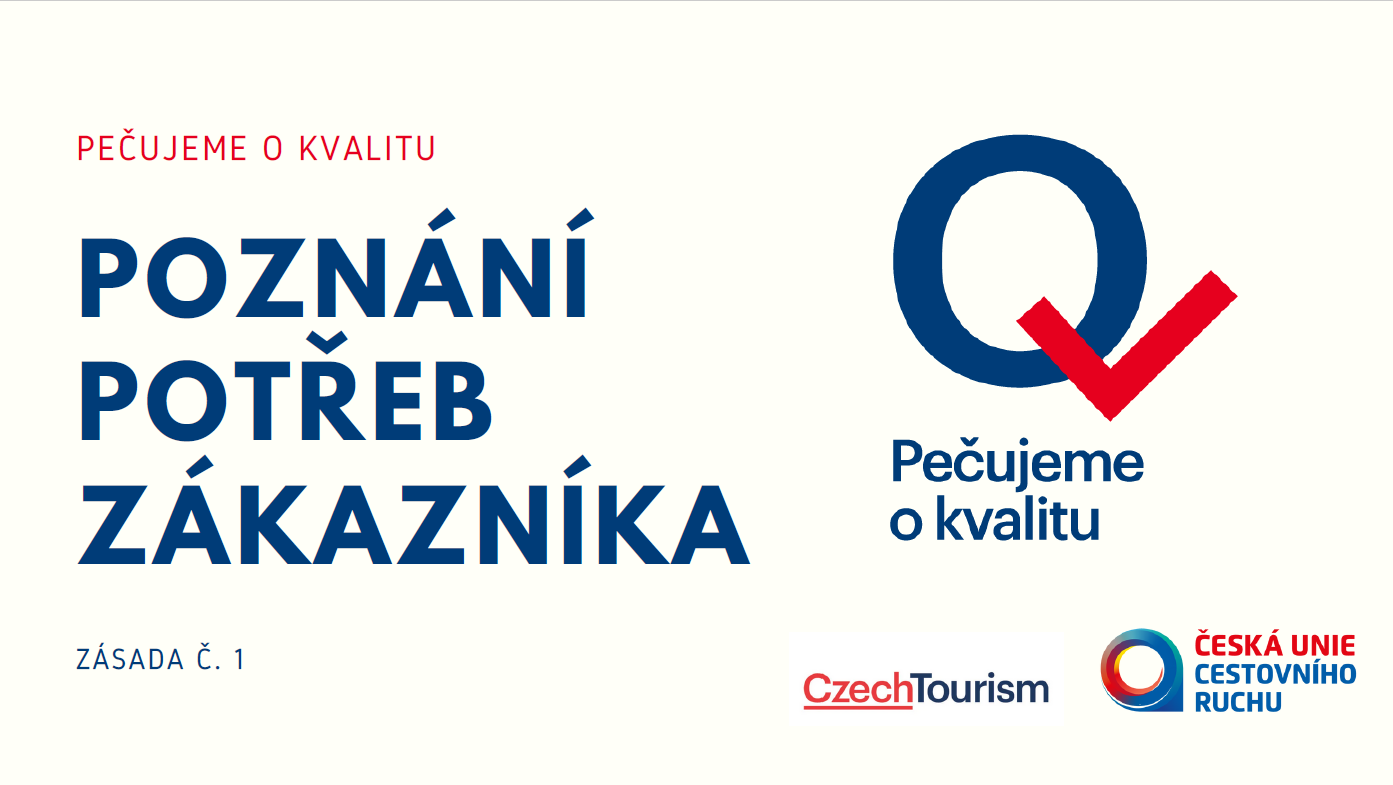 PEČUJEME O KVALITU
POZNÁNÍ
POTŘEB
ZÁKAZNÍKA
ZÁSADA Č. 1
Pečujeme
o kvalitu
CzechTourism
ČESKÁ UNIE
CESTOVNÍHO
RUCHU